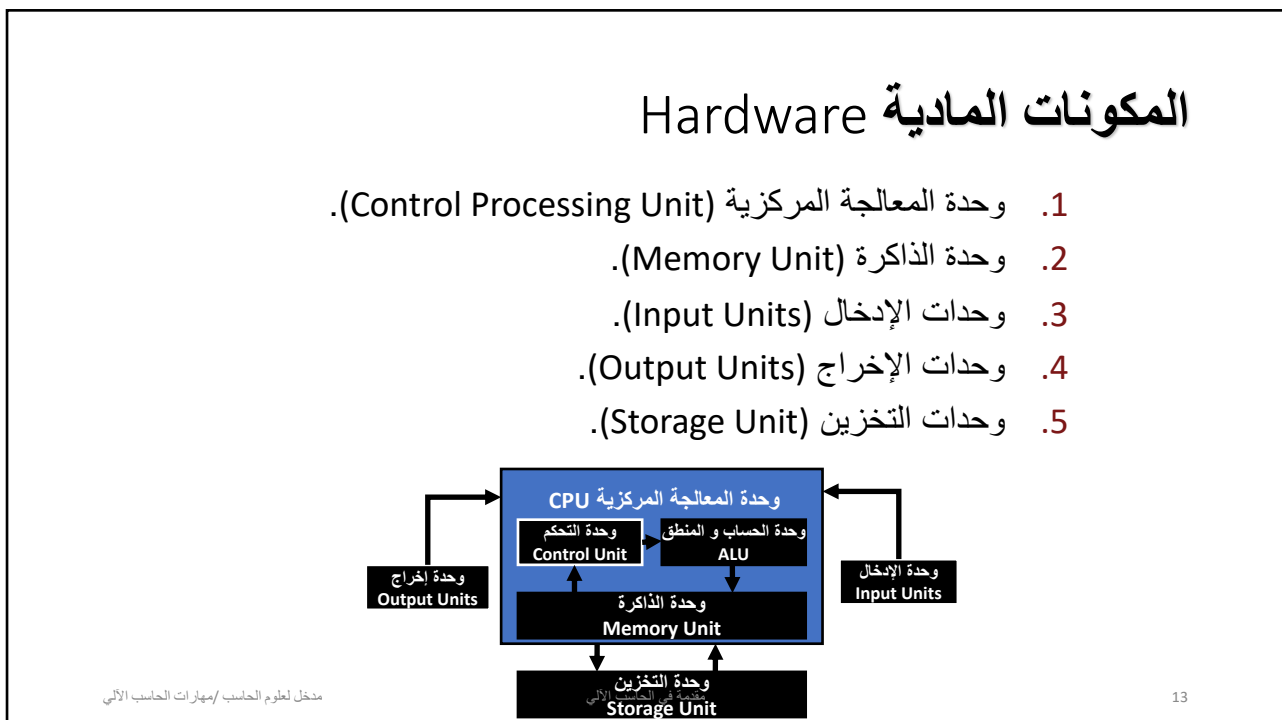 المكونات المادية Hardware
1. وحدة المعالجة المركزية (Control Processing Unit).
2. وحدة الذاكرة (Memory Unit).
3. وحدات الإدخال (Input Units).
4. وحدات الإخراج (Output Units).
5. وحدات التخزين (Storage Unit).
وحدة المعالجة المركزية CPU
وحدة الحساب و المنطق
ALU
وحدة التحكم
Control Unit
وحدة الإدخال
Input Units
وحدة إخراج
Output Units
وحدة الذاكرة
Memory Unit
وحدة التخزين
Storage Unit
13
مقدمة في الحاسب الآلي
مدخل لعلوم الحاسب /مهارات الحاسب الآلي